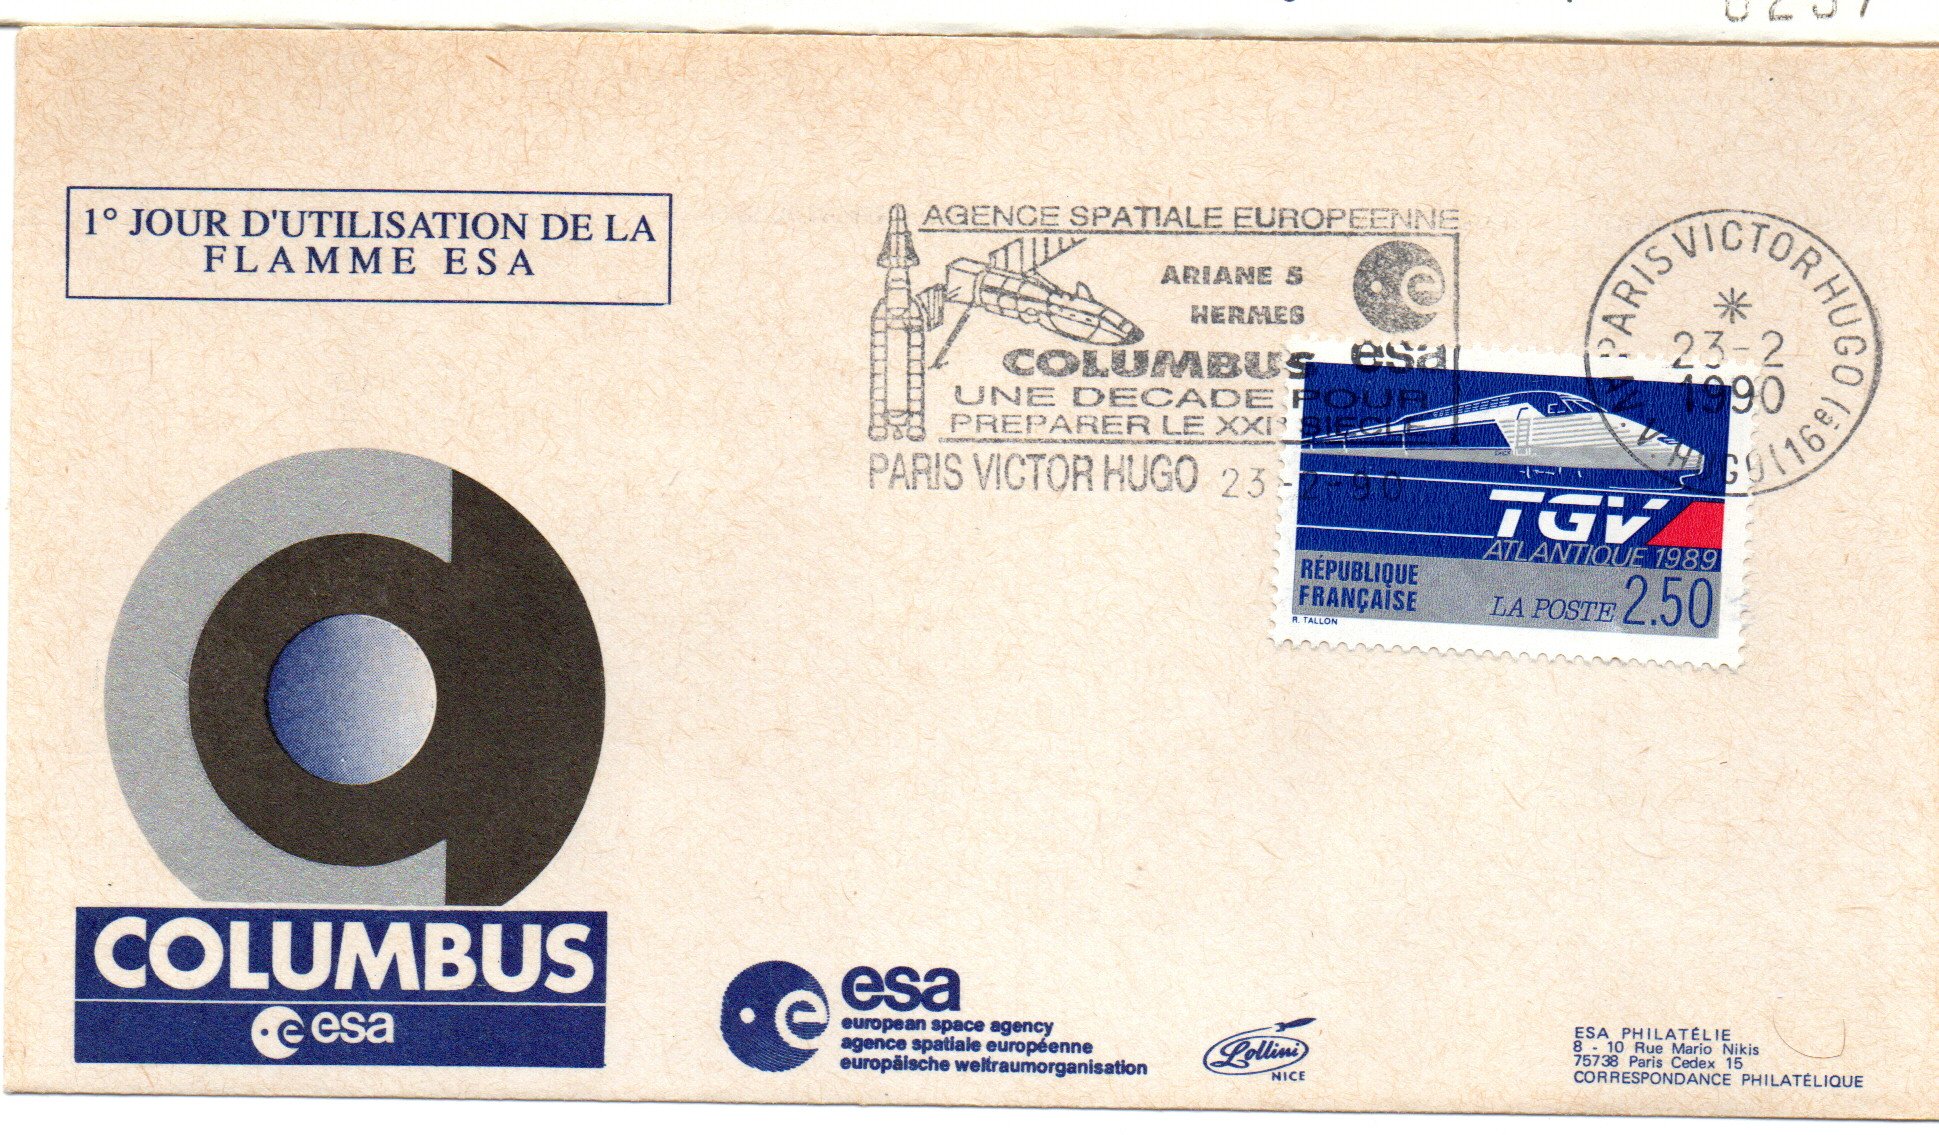 1° JOUR D'UTILISATION DE LA
FLAMME ESA
AGENCE SPATIALE EUROPEENNE
ARIANE 5
HERMES
COLUMBUS esa
UNE DECADE POUR
PREPARER LE XXIᵉ SIECLE
PARIS VICTOR HUGO 23-2-90
PARIS VICTOR HUGO (16e)
23-2
1990
TGV
ATLANTIQUE 1989
RÉPUBLIQUE
FRANÇAISE
LA POSTE 2.50
R. TALLON
COLUMBUS
esa
esa
european space agency
agence spatiale européenne
europäische weltraumorganisation
Lollini
NICE
ESA PHILATÉLIE
8 - 10 Rue Mario Nikis
75738 Paris Cedex 15
CORRESPONDANCE PHILATÉLIQUE